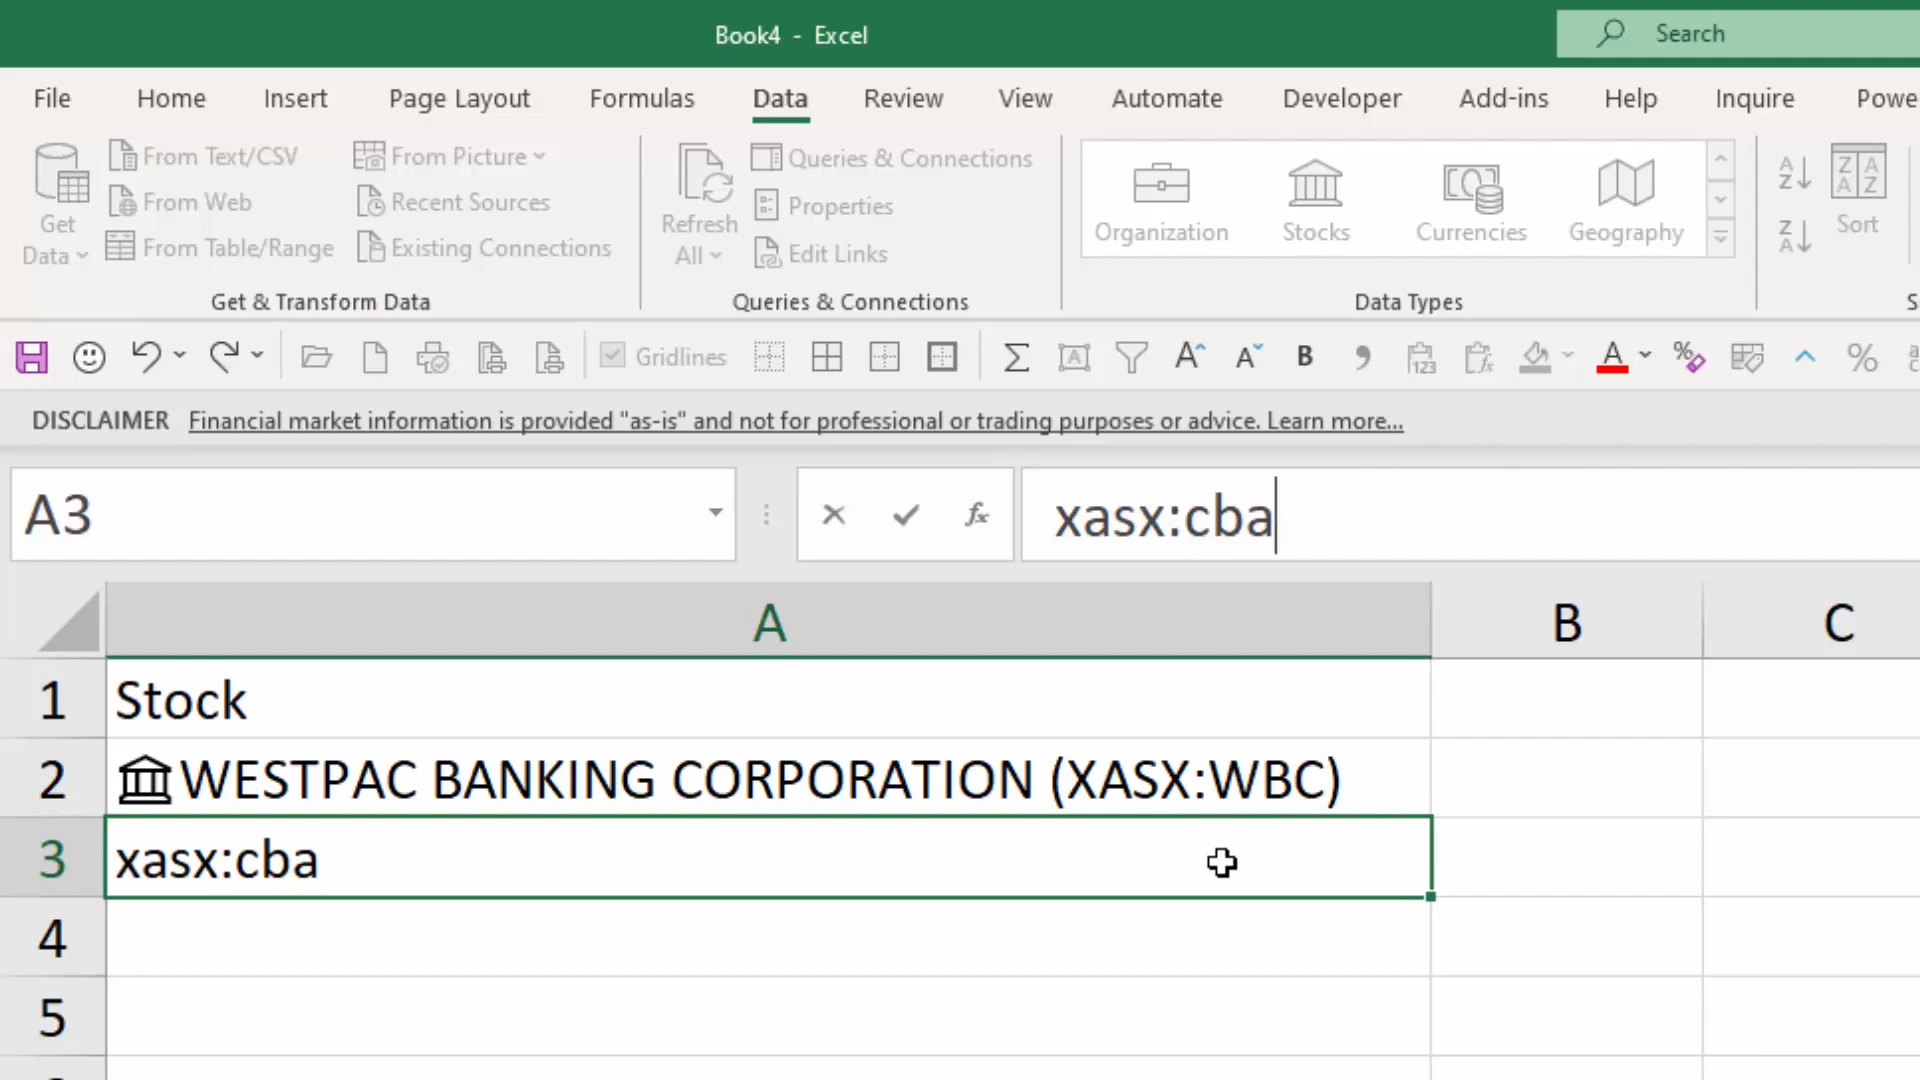 Book4 - Excel
Search
File Home Insert Page Layout Formulas Data Review View Automate Developer Add-ins Help Inquire Powe
Get Data
From Text/CSV
From Web
From Table/Range
From Picture
Recent Sources
Existing Connections
Get & Transform Data
Refresh All
Queries & Connections
Properties
Edit Links
Queries & Connections
Organization Stocks Currencies Geography
Data Types
Sort
S
Gridlines
DISCLAIMER Financial market information is provided "as-is" and not for professional or trading purposes or advice. Learn more...
A3 fx xasx:cba
A B C
1 Stock
2 WESTPAC BANKING CORPORATION (XASX:WBC)
3 xasx:cba
4
5